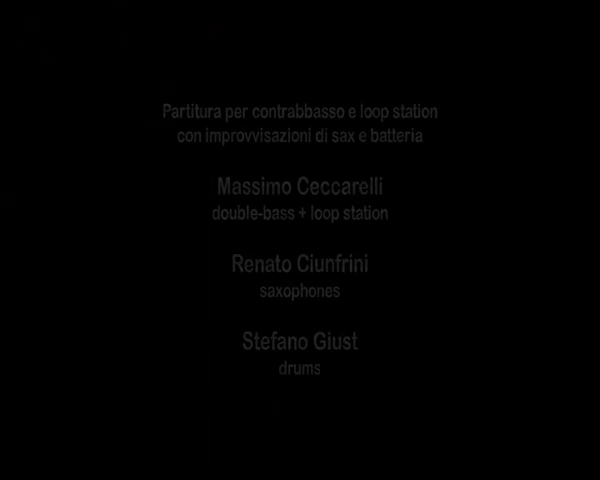 Partitura per contrabbasso e loop station
con improvvisazioni di sax e batteria
Massimo Ceccarelli
double-bass + loop station
Renato Ciunfrini
saxophones
Stefano Giust
drums